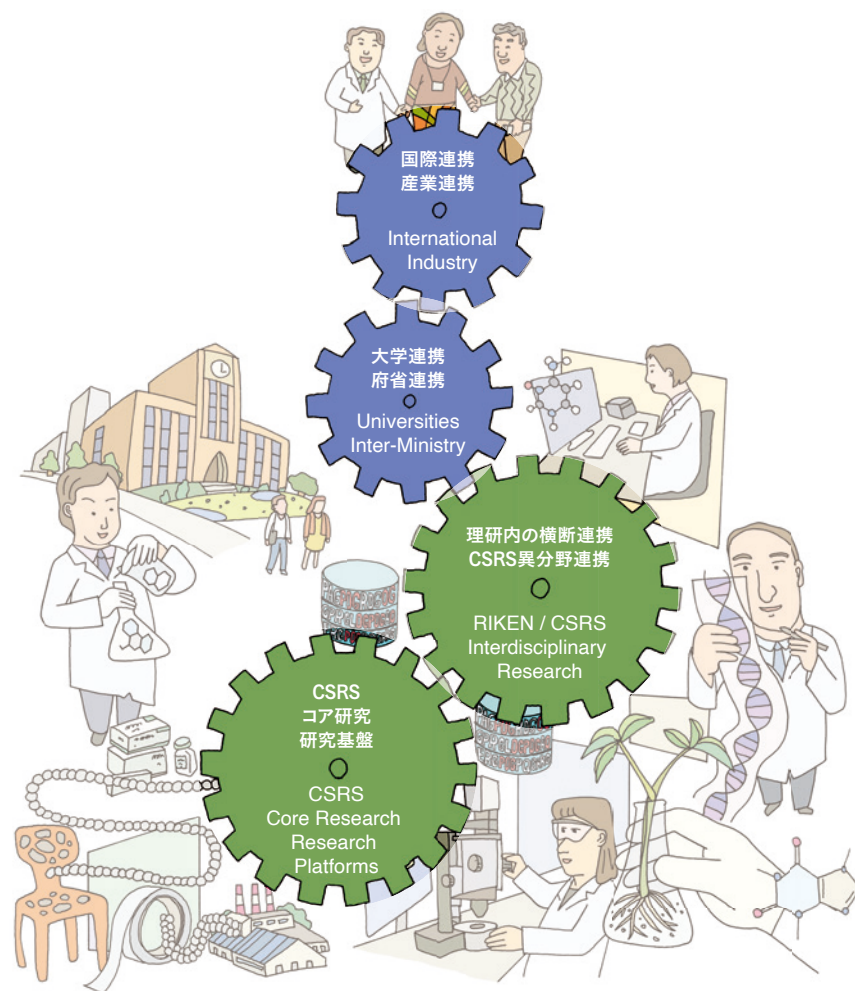 国際連携
産業連携
International
Industry
大学連携
府省連携
Universities
Inter-Ministry
理研内の横断連携
CSRS異分野連携
RIKEN / CSRS
Interdisciplinary
Research
CSRS
コア研究
研究基盤
CSRS
Core Research
Research
Platforms